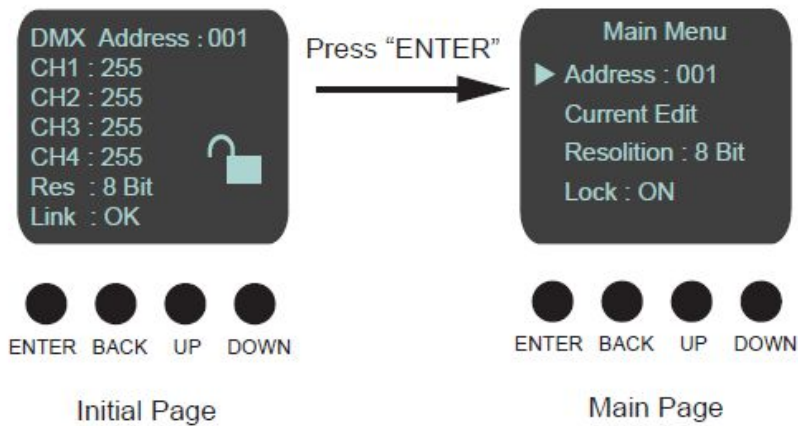 DMX Address : 001
CH1 : 255
CH2 : 255
CH3 : 255
CH4 : 255
Res : 8 Bit
Link : OK
ENTER BACK UP DOWN
Initial Page
Press “ENTER”
Main Menu
Address : 001
Current Edit
Resolition : 8 Bit
Lock : ON
ENTER BACK UP DOWN
Main Page